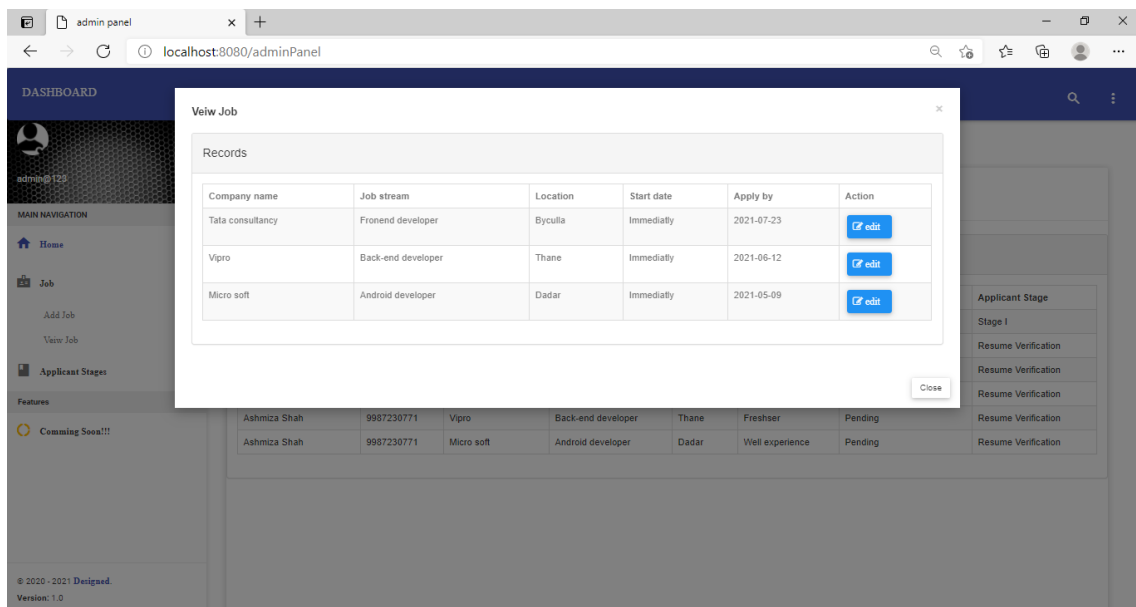 admin panel
localhost:8080/adminPanel
DASHBOARD
admin@123
MAIN NAVIGATION
Home
Job
Add Job
Veiw Job
Applicant Stages
Features
Comming Soon!!!
© 2020 - 2021 Designed.
Version: 1.0
Veiw Job
×
Records
Company name Job stream Location Start date Apply by Action
Tata consultancy Fronend developer Byculla Immediatly 2021-07-23 edit
Vipro Back-end developer Thane Immediatly 2021-06-12 edit
Micro soft Android developer Dadar Immediatly 2021-05-09 edit
Close
Applicant Stage
Stage I
Resume Verification
Resume Verification
Resume Verification
Ashmiza Shah 9987230771 Vipro Back-end developer Thane Freshser Pending Resume Verification
Ashmiza Shah 9987230771 Micro soft Android developer Dadar Well experience Pending Resume Verification